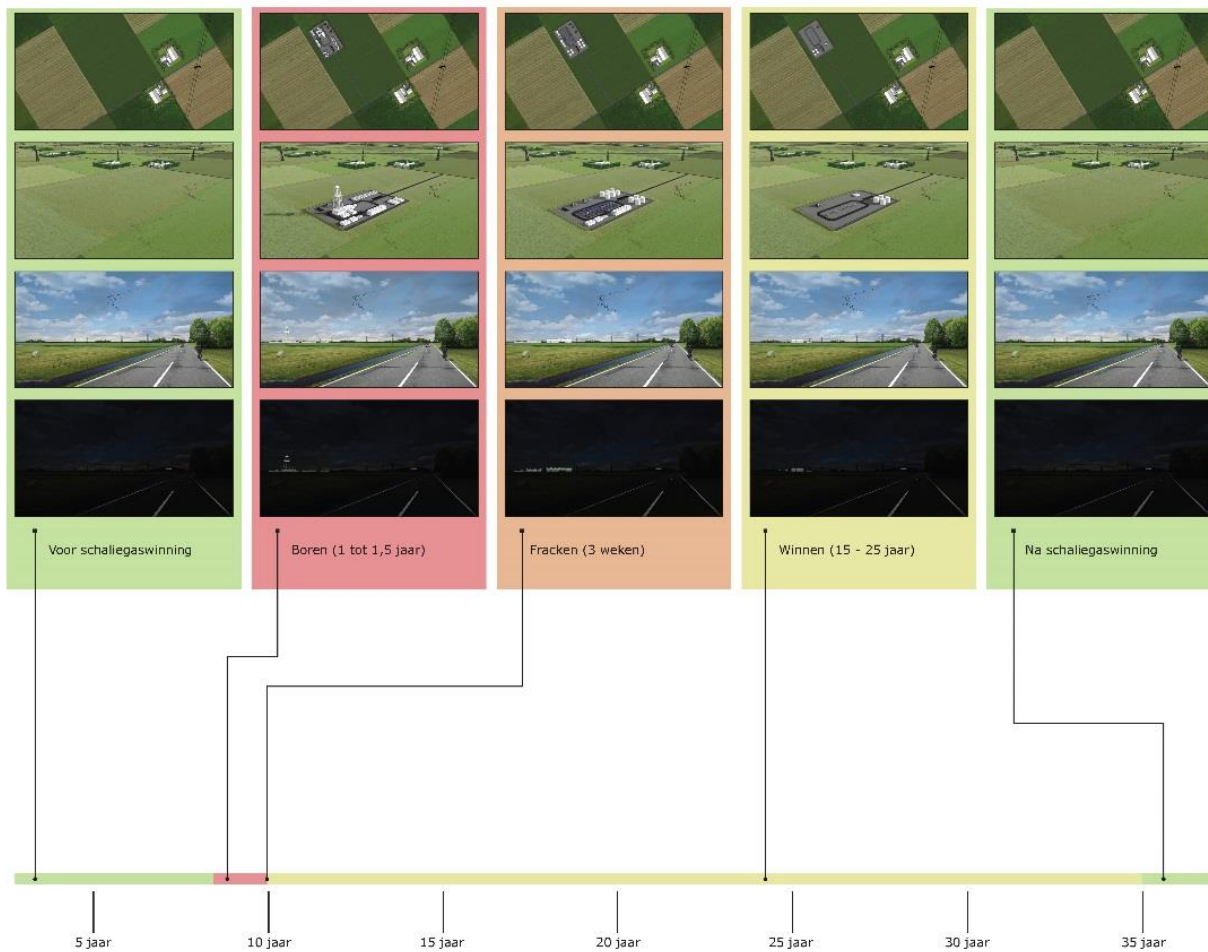 Voor schaliegaswinning
Boren (1 tot 1,5 jaar)
Fracken (3 weken)
Winnen (15 - 25 jaar)
Na schaliegaswinning
5 jaar
10 jaar
15 jaar
20 jaar
25 jaar
30 jaar
35 jaar